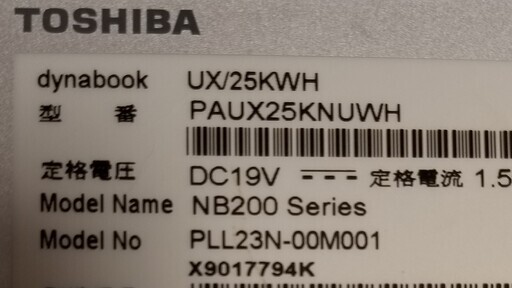 TOSHIBA
dynabook UX/25KWH
型 番 PAUX25KNUWH
定格電圧 DC19V 定格電流 1.5
Model Name NB200 Series
Model No PLL23N-00M001
X9017794K